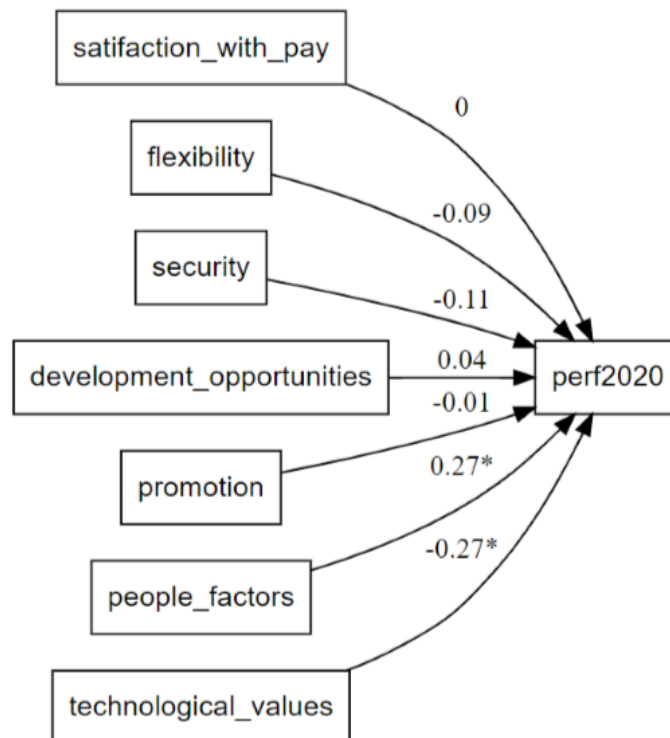 satifaction_with_pay
0
flexibility
-0.09
security
-0.11
development_opportunities
0.04
perf2020
-0.01
promotion
0.27*
people_factors
-0.27*
technological_values